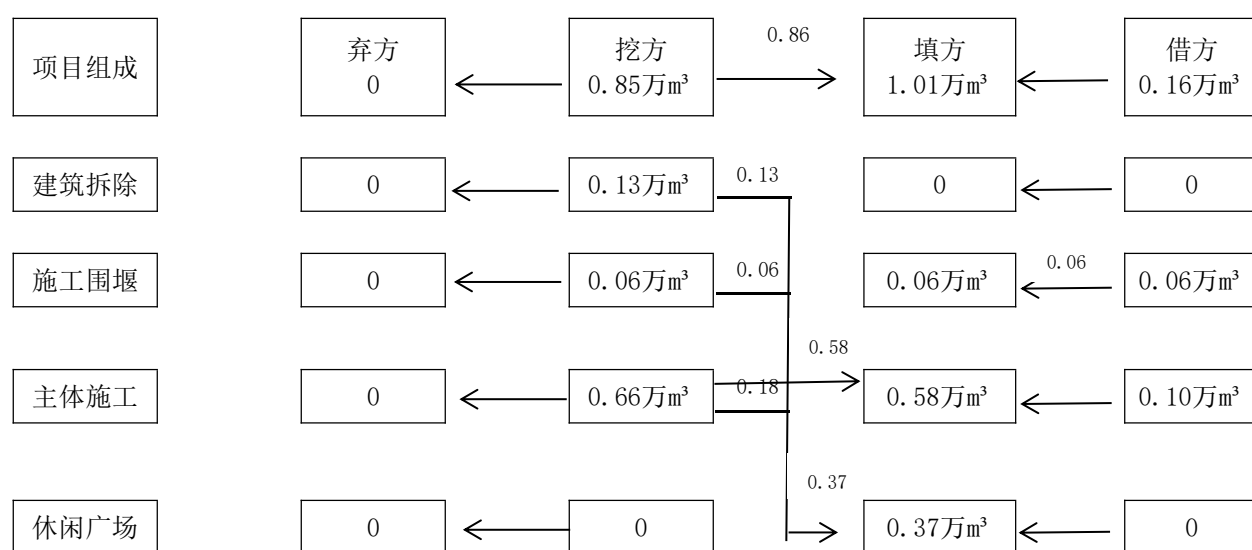 项目组成
弃方
0
挖方
0.85万m³
0.86
填方
1.01万m³
借方
0.16万m³
建筑拆除
0
0.13万m³
0.13
0
0
施工围堰
0
0.06万m³
0.06
0.06万m³
0.06
0.06万m³
主体施工
0
0.66万m³
0.18
0.58
0.58万m³
0.10万m³
休闲广场
0
0
0.37
0.37万m³
0